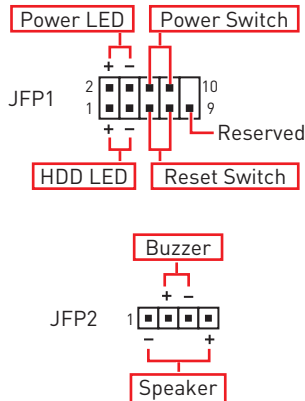 Power LED Power Switch
+ −
2 10
JFP1
1 9
+ − Reserved
HDD LED Reset Switch
Buzzer
+ −
JFP2 1
− +
Speaker